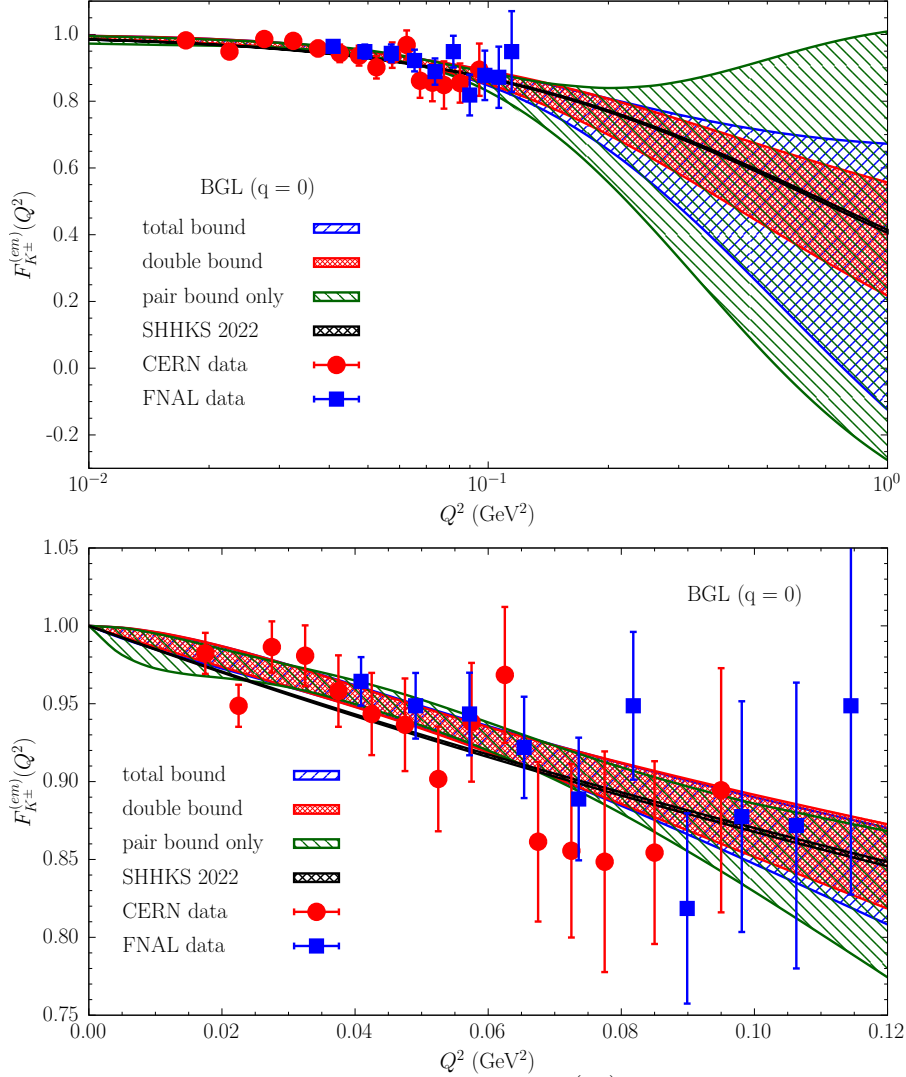 1.0
0.8
0.6
0.4
0.2
0.0
-0.2
F_{K^±}^{(em)}(Q^2)
BGL (q = 0)
total bound
double bound
pair bound only
SHHKS 2022
CERN data
FNAL data
10^{-2} 10^{-1} 10^0
Q^2 (GeV^2)
1.05
1.00
0.95
0.90
0.85
0.80
0.75
F_{K^±}^{(em)}(Q^2)
BGL (q = 0)
total bound
double bound
pair bound only
SHHKS 2022
CERN data
FNAL data
0.00 0.02 0.04 0.06 0.08 0.10 0.12
Q^2 (GeV^2)